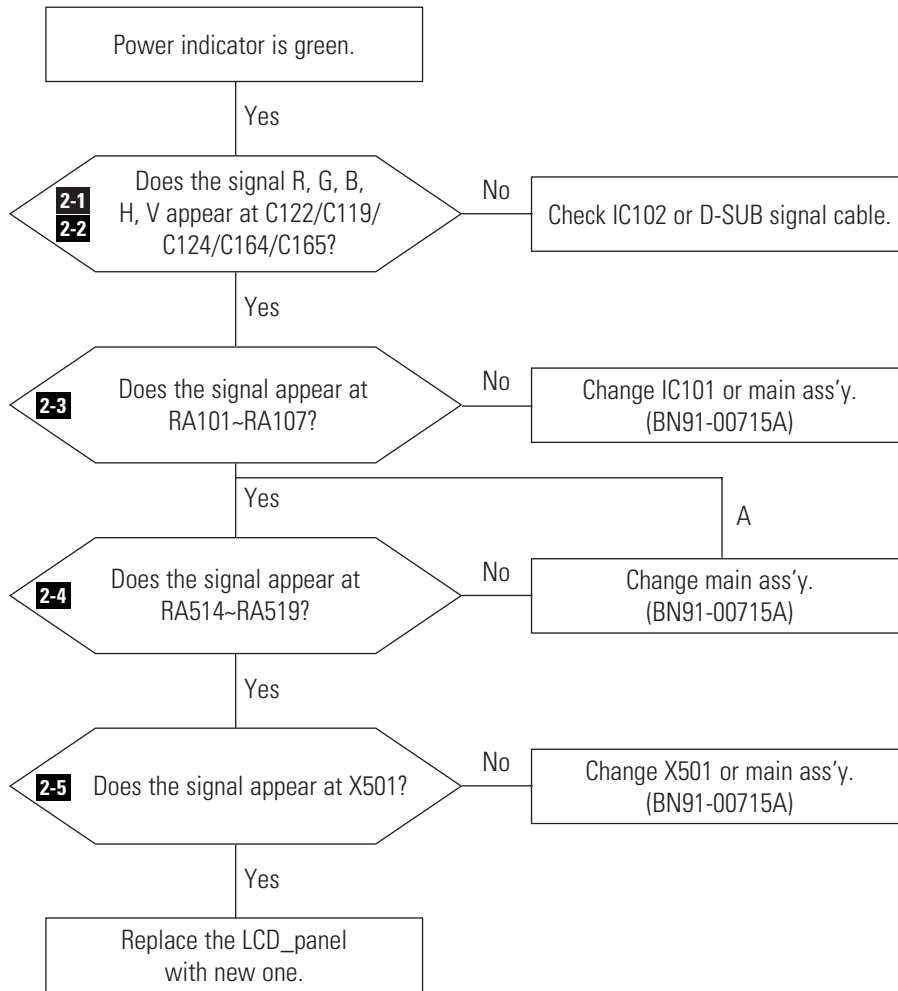 Power indicator is green.
Yes
2-1
2-2
Does the signal R, G, B,
H, V appear at C122/C119/
C124/C164/C165?
No
Check IC102 or D-SUB signal cable.
Yes
2-3
Does the signal appear at
RA101~RA107?
No
Change IC101 or main ass'y.
(BN91-00715A)
Yes
A
2-4
Does the signal appear at
RA514~RA519?
No
Change main ass'y.
(BN91-00715A)
Yes
2-5
Does the signal appear at X501?
No
Change X501 or main ass'y.
(BN91-00715A)
Yes
Replace the LCD_panel
with new one.